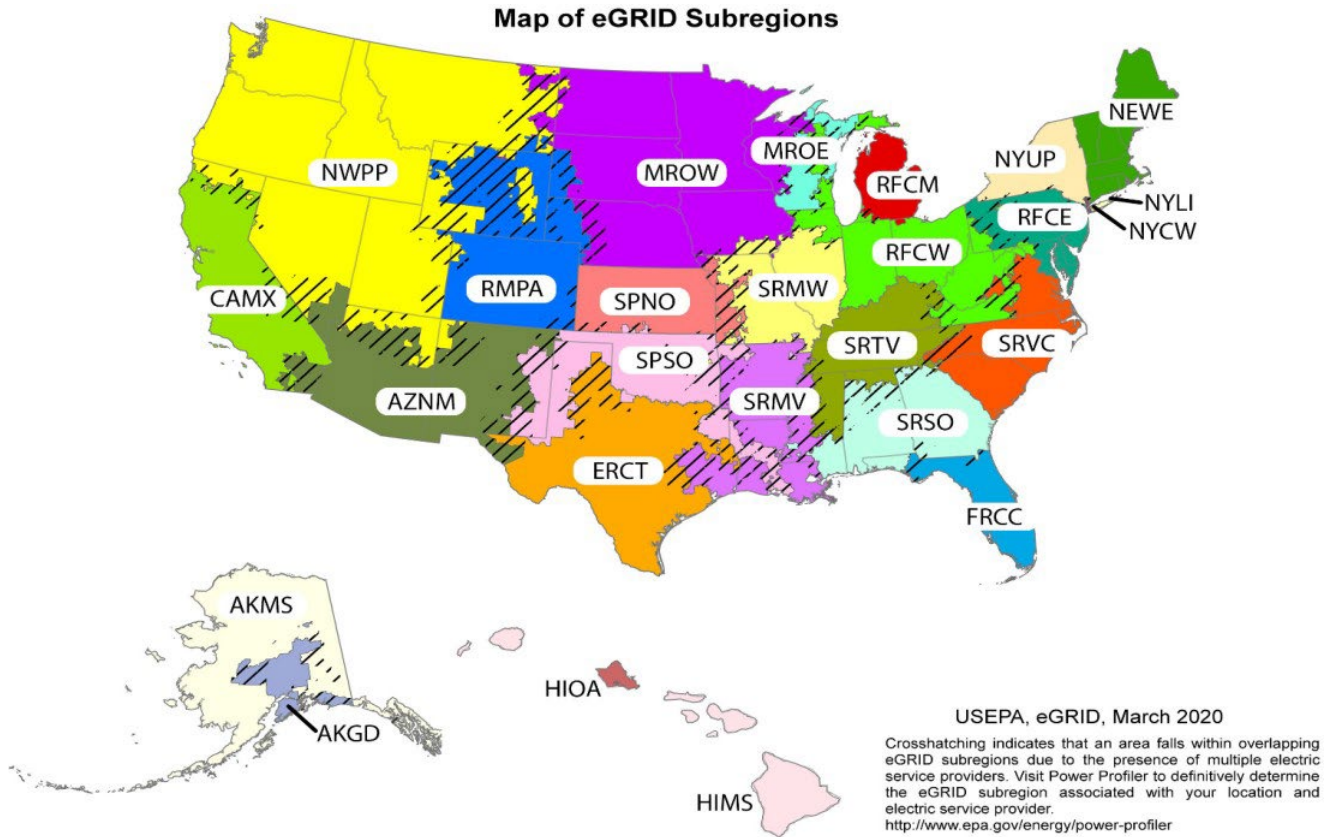 Map of eGRID Subregions
NEWE
NYUP
MROE
NWPP
MROW
RFCM
NYLI
RFCE
NYCW
RFCW
CAMX
RMPA
SPNO
SRMW
SRTV
SRVC
SPSO
AZNM
SRMV
SRSO
ERCT
FRCC
AKMS
HIOA
AKGD
HIMS
USEPA, eGRID, March 2020
Crosshatching indicates that an area falls within overlapping
eGRID subregions due to the presence of multiple electric
service providers. Visit Power Profiler to definitively determine
the eGRID subregion associated with your location and
electric service provider.
http://www.epa.gov/energy/power-profiler